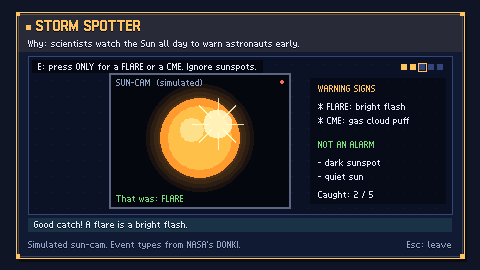 STORM SPOTTER
Why: scientists watch the Sun all day to warn astronauts early.
E: press ONLY for a FLARE or a CME. Ignore sunspots.
SUN-CAM (simulated)
That was: FLARE
WARNING SIGNS
* FLARE: bright flash
* CME: gas cloud puff
NOT AN ALARM
- dark sunspot
- quiet sun
Caught: 2 / 5
Good catch! A flare is a bright flash.
Simulated sun-cam. Event types from NASA's DONKI.
Esc: leave